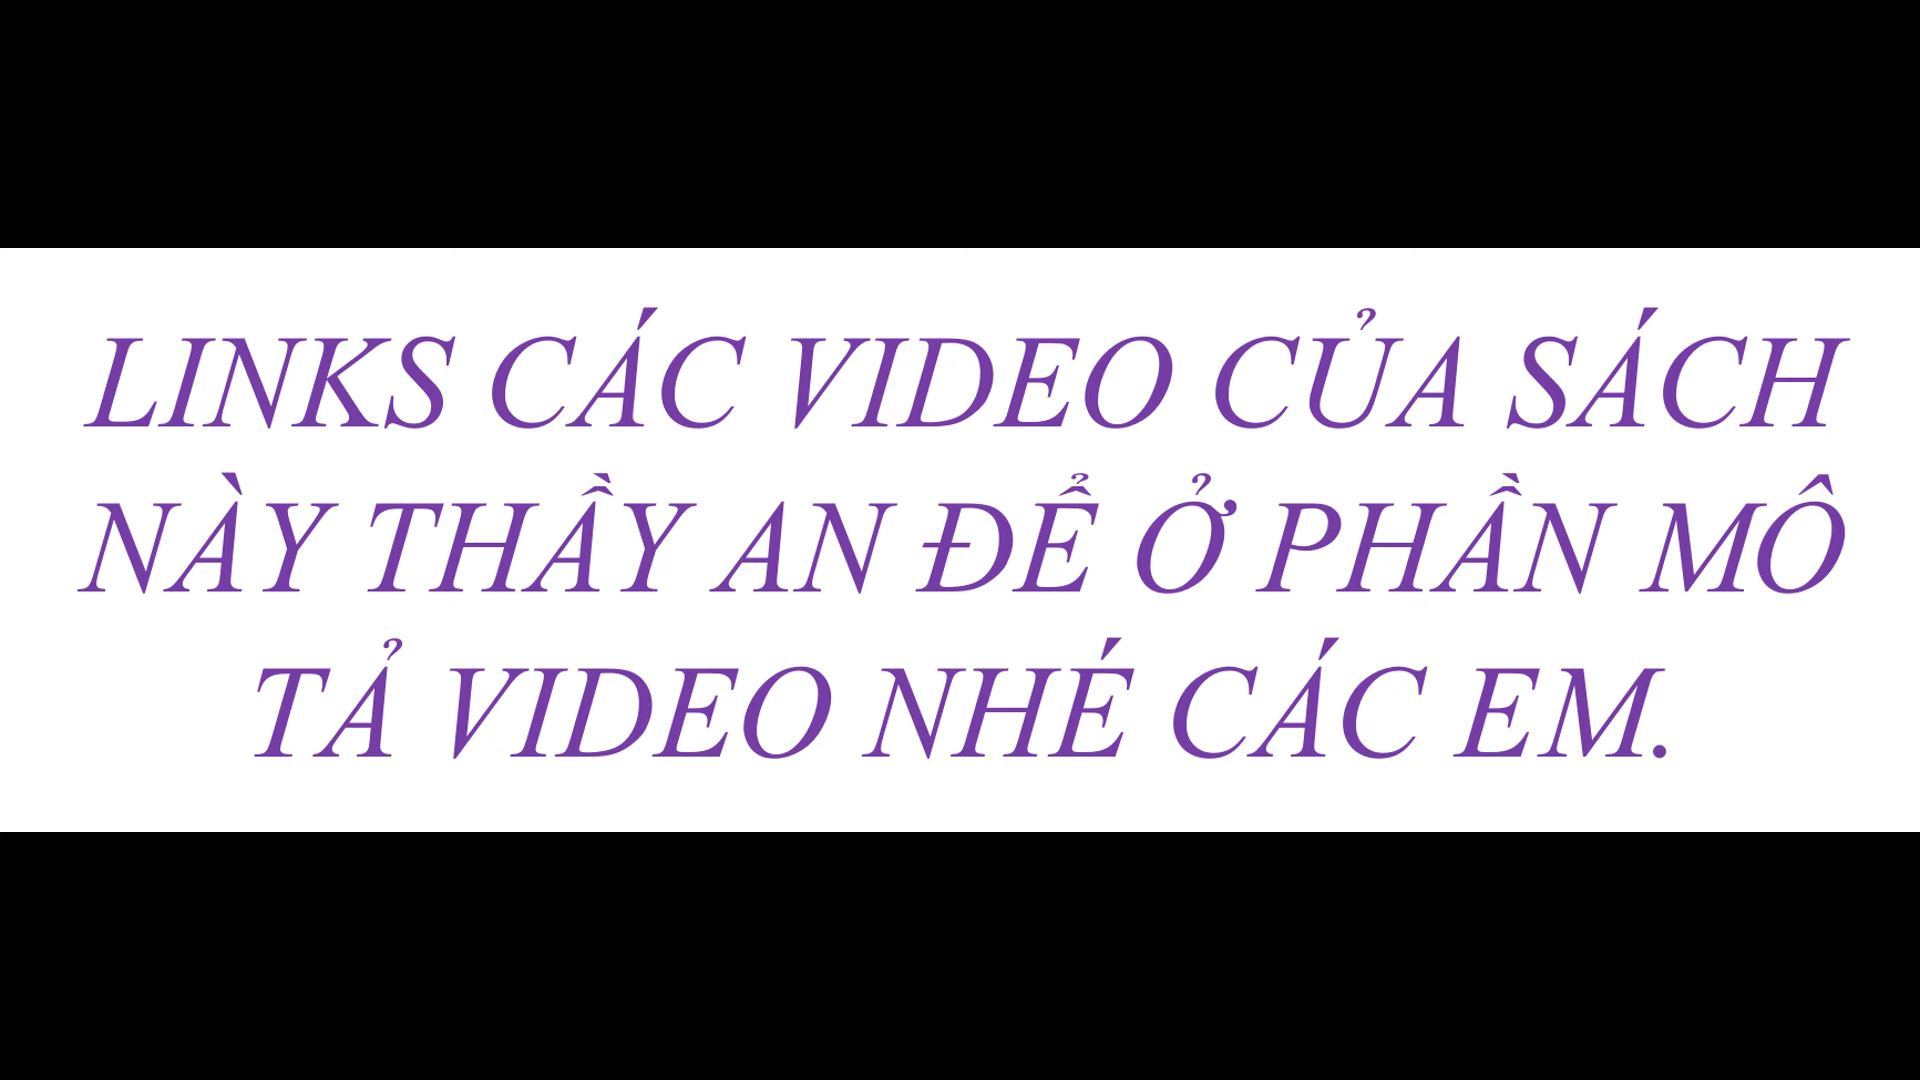 LINKS CÁC VIDEO CỦA SÁCH
NÀY THẦY AN ĐỂ Ở PHẦN MÔ
TẢ VIDEO NHÉ CÁC EM.